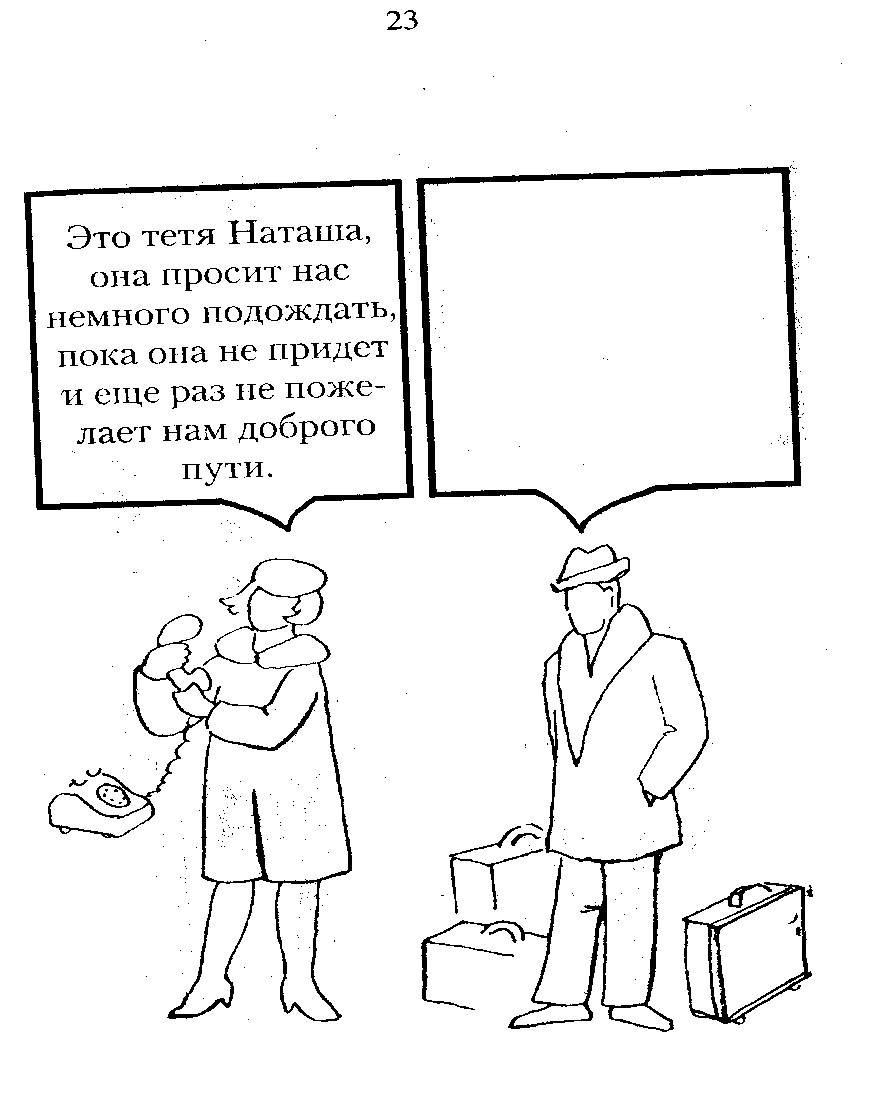 23
Это тетя Наташа,
она просит нас
немного подождать,
пока она не придет
и еще раз не поже-
лает нам доброго
пути.